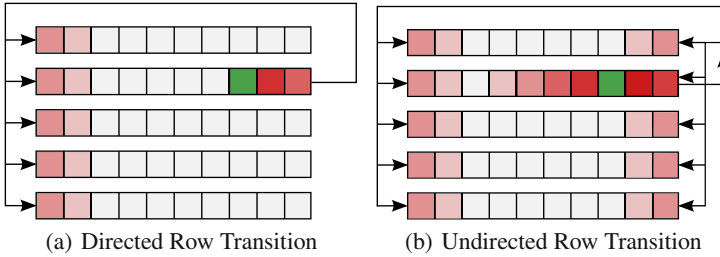 (a) Directed Row Transition
(b) Undirected Row Transition